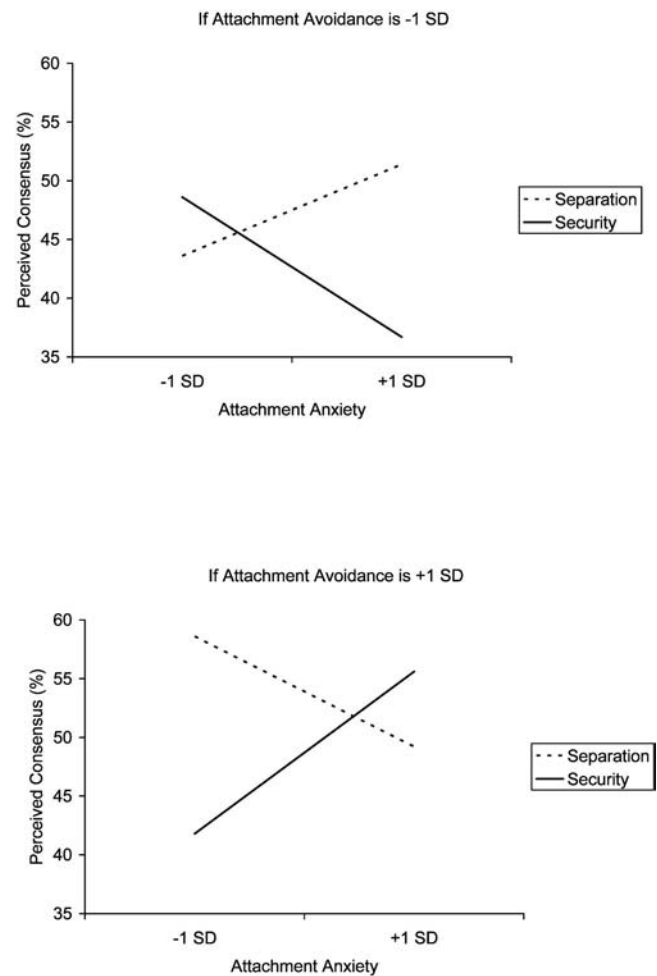 If Attachment Avoidance is -1 SD
60
55
50
45
40
35
Perceived Consensus (%)
-1 SD
+1 SD
Attachment Anxiety
Separation
Security
If Attachment Avoidance is +1 SD
60
55
50
45
40
35
Perceived Consensus (%)
-1 SD
+1 SD
Attachment Anxiety
Separation
Security